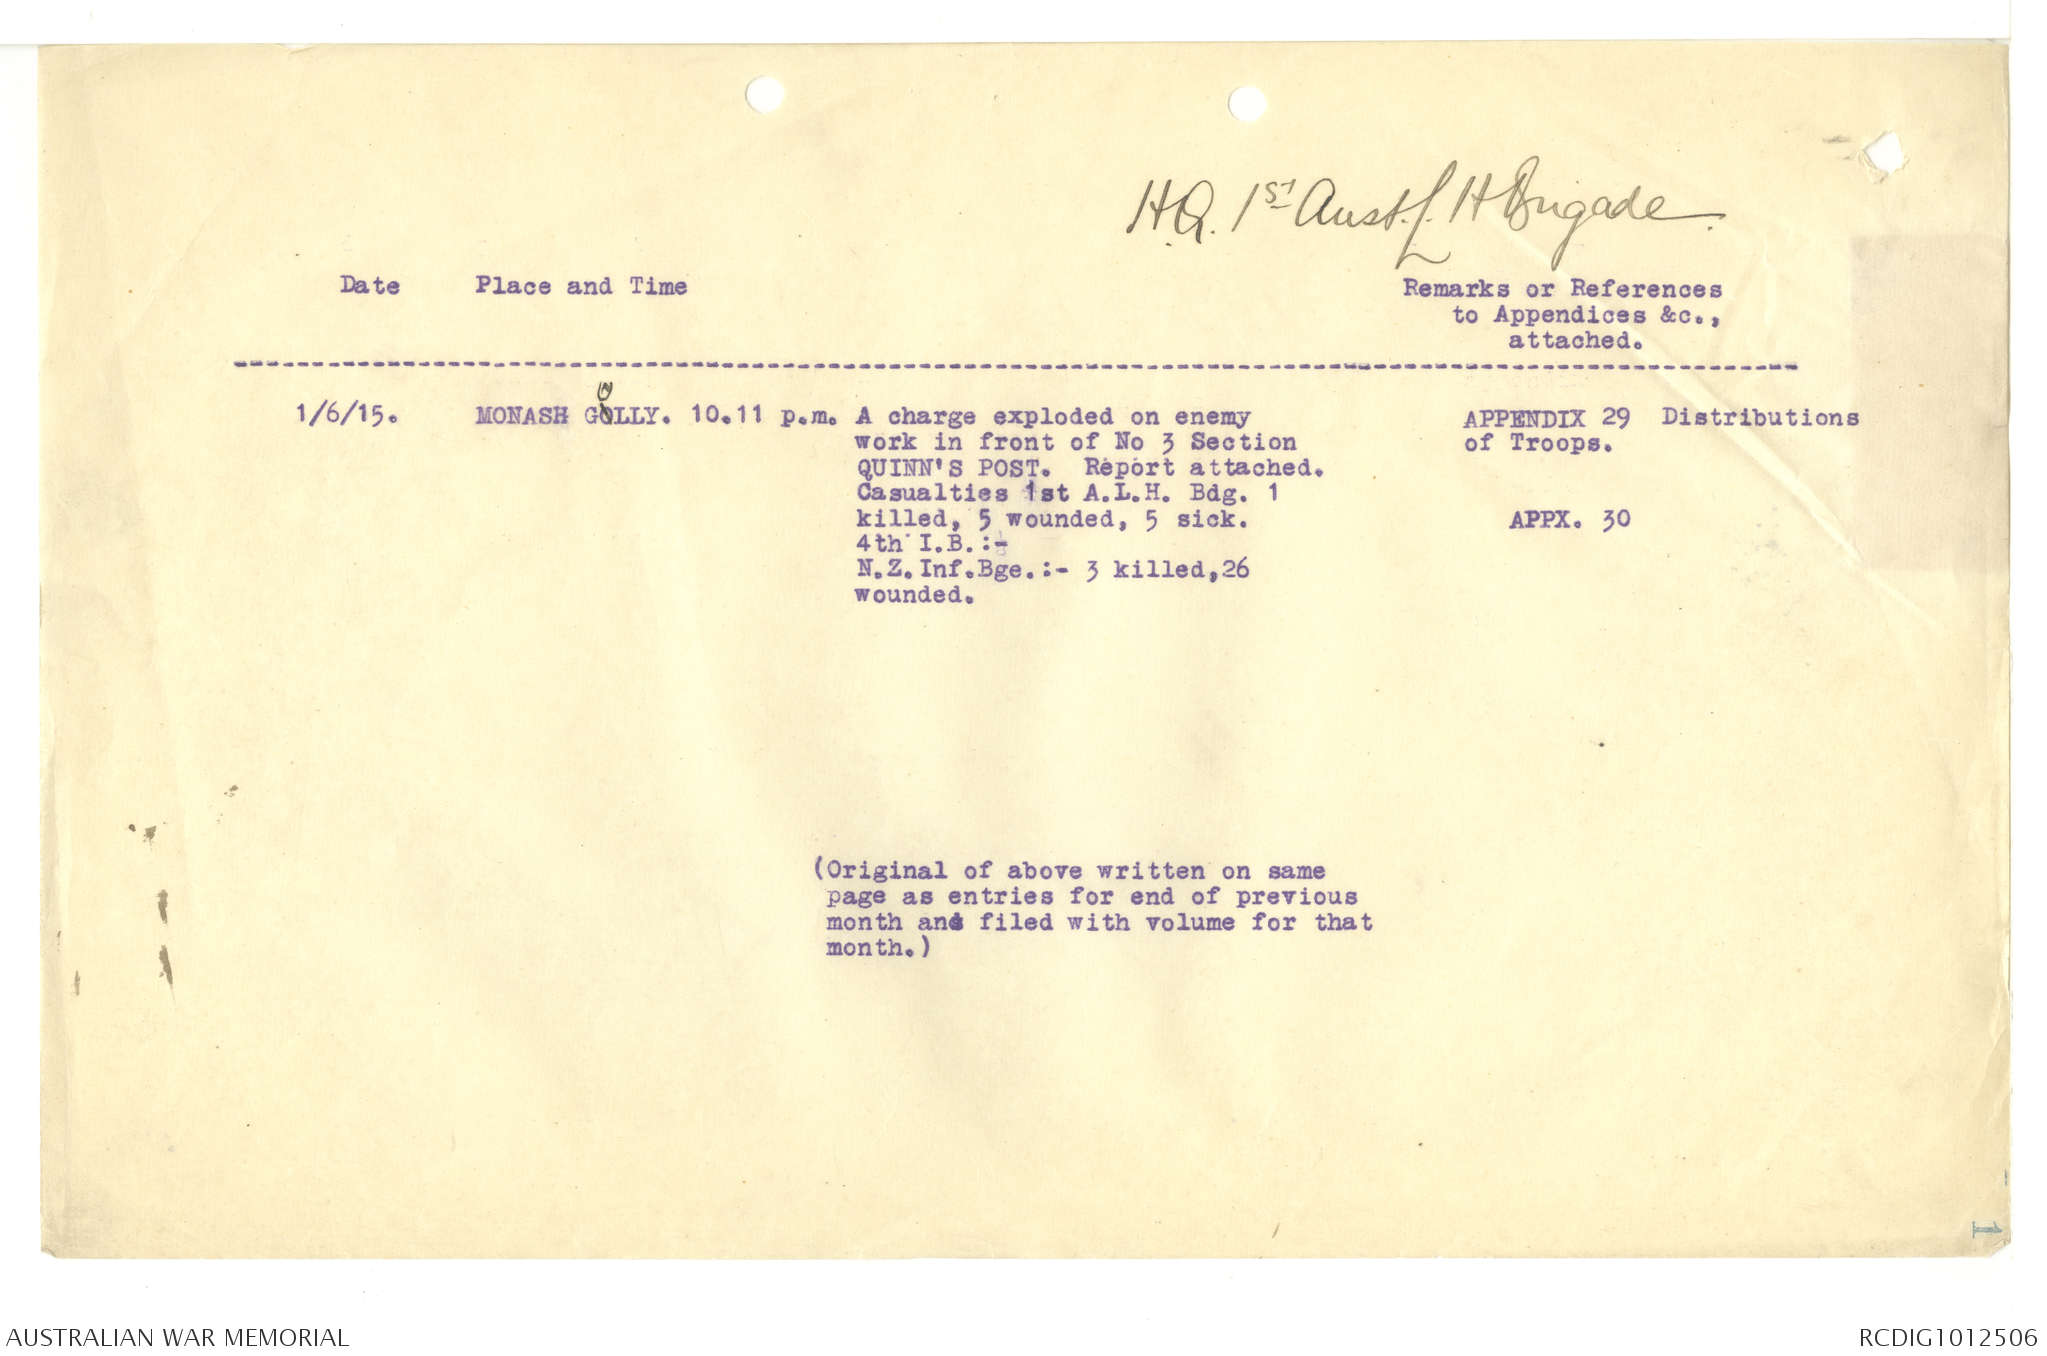 H.Q. 1st Aust. L. H Brigade.
Date Place and Time Remarks or References
to Appendices &c.,
attached.
1/6/15. MONASH GOLLY. 10.11 p.m. A charge exploded on enemy APPENDIX 29 Distributions
work in front of No 3 Section of Troops.
QUINN'S POST. Report attached.
Casualties 1st A.L.H. Bdg. 1
killed, 5 wounded, 5 sick. APPX. 30
4th I.B.:-
N.Z.Inf.Bge.:- 3 killed,26
wounded.
(Original of above written on same
page as entries for end of previous
month and filed with volume for that
month.)
1
AUSTRALIAN WAR MEMORIAL RCDIG1012506